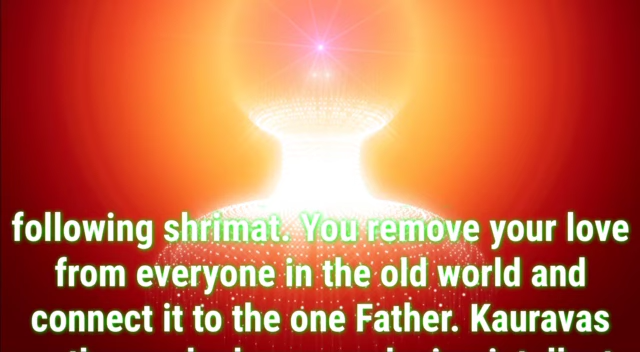 following shrimat. You remove your love
from everyone in the old world and
connect it to the one Father. Kauravas